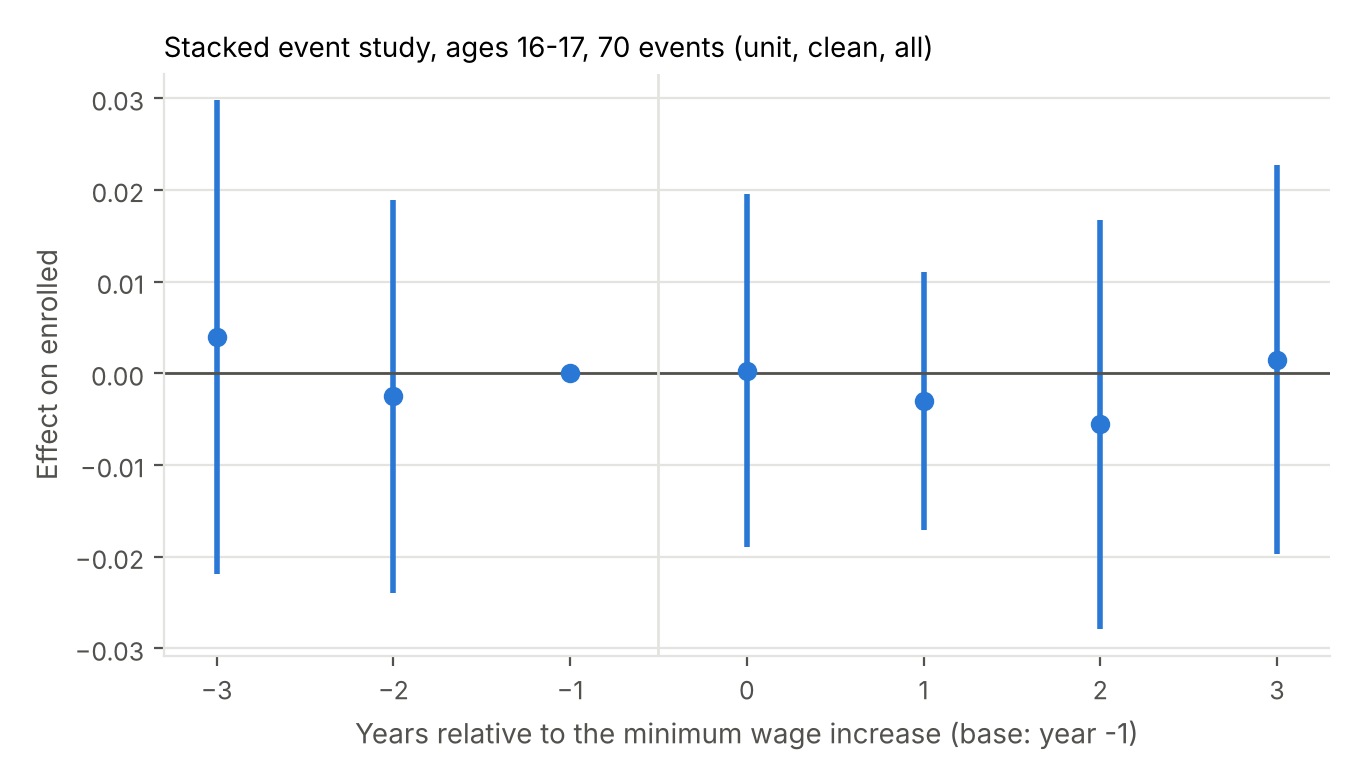 Stacked event study, ages 16-17, 70 events (unit, clean, all)
Effect on enrolled
0.03
0.02
0.01
0.00
−0.01
−0.02
−0.03
−3 −2 −1 0 1 2 3
Years relative to the minimum wage increase (base: year -1)